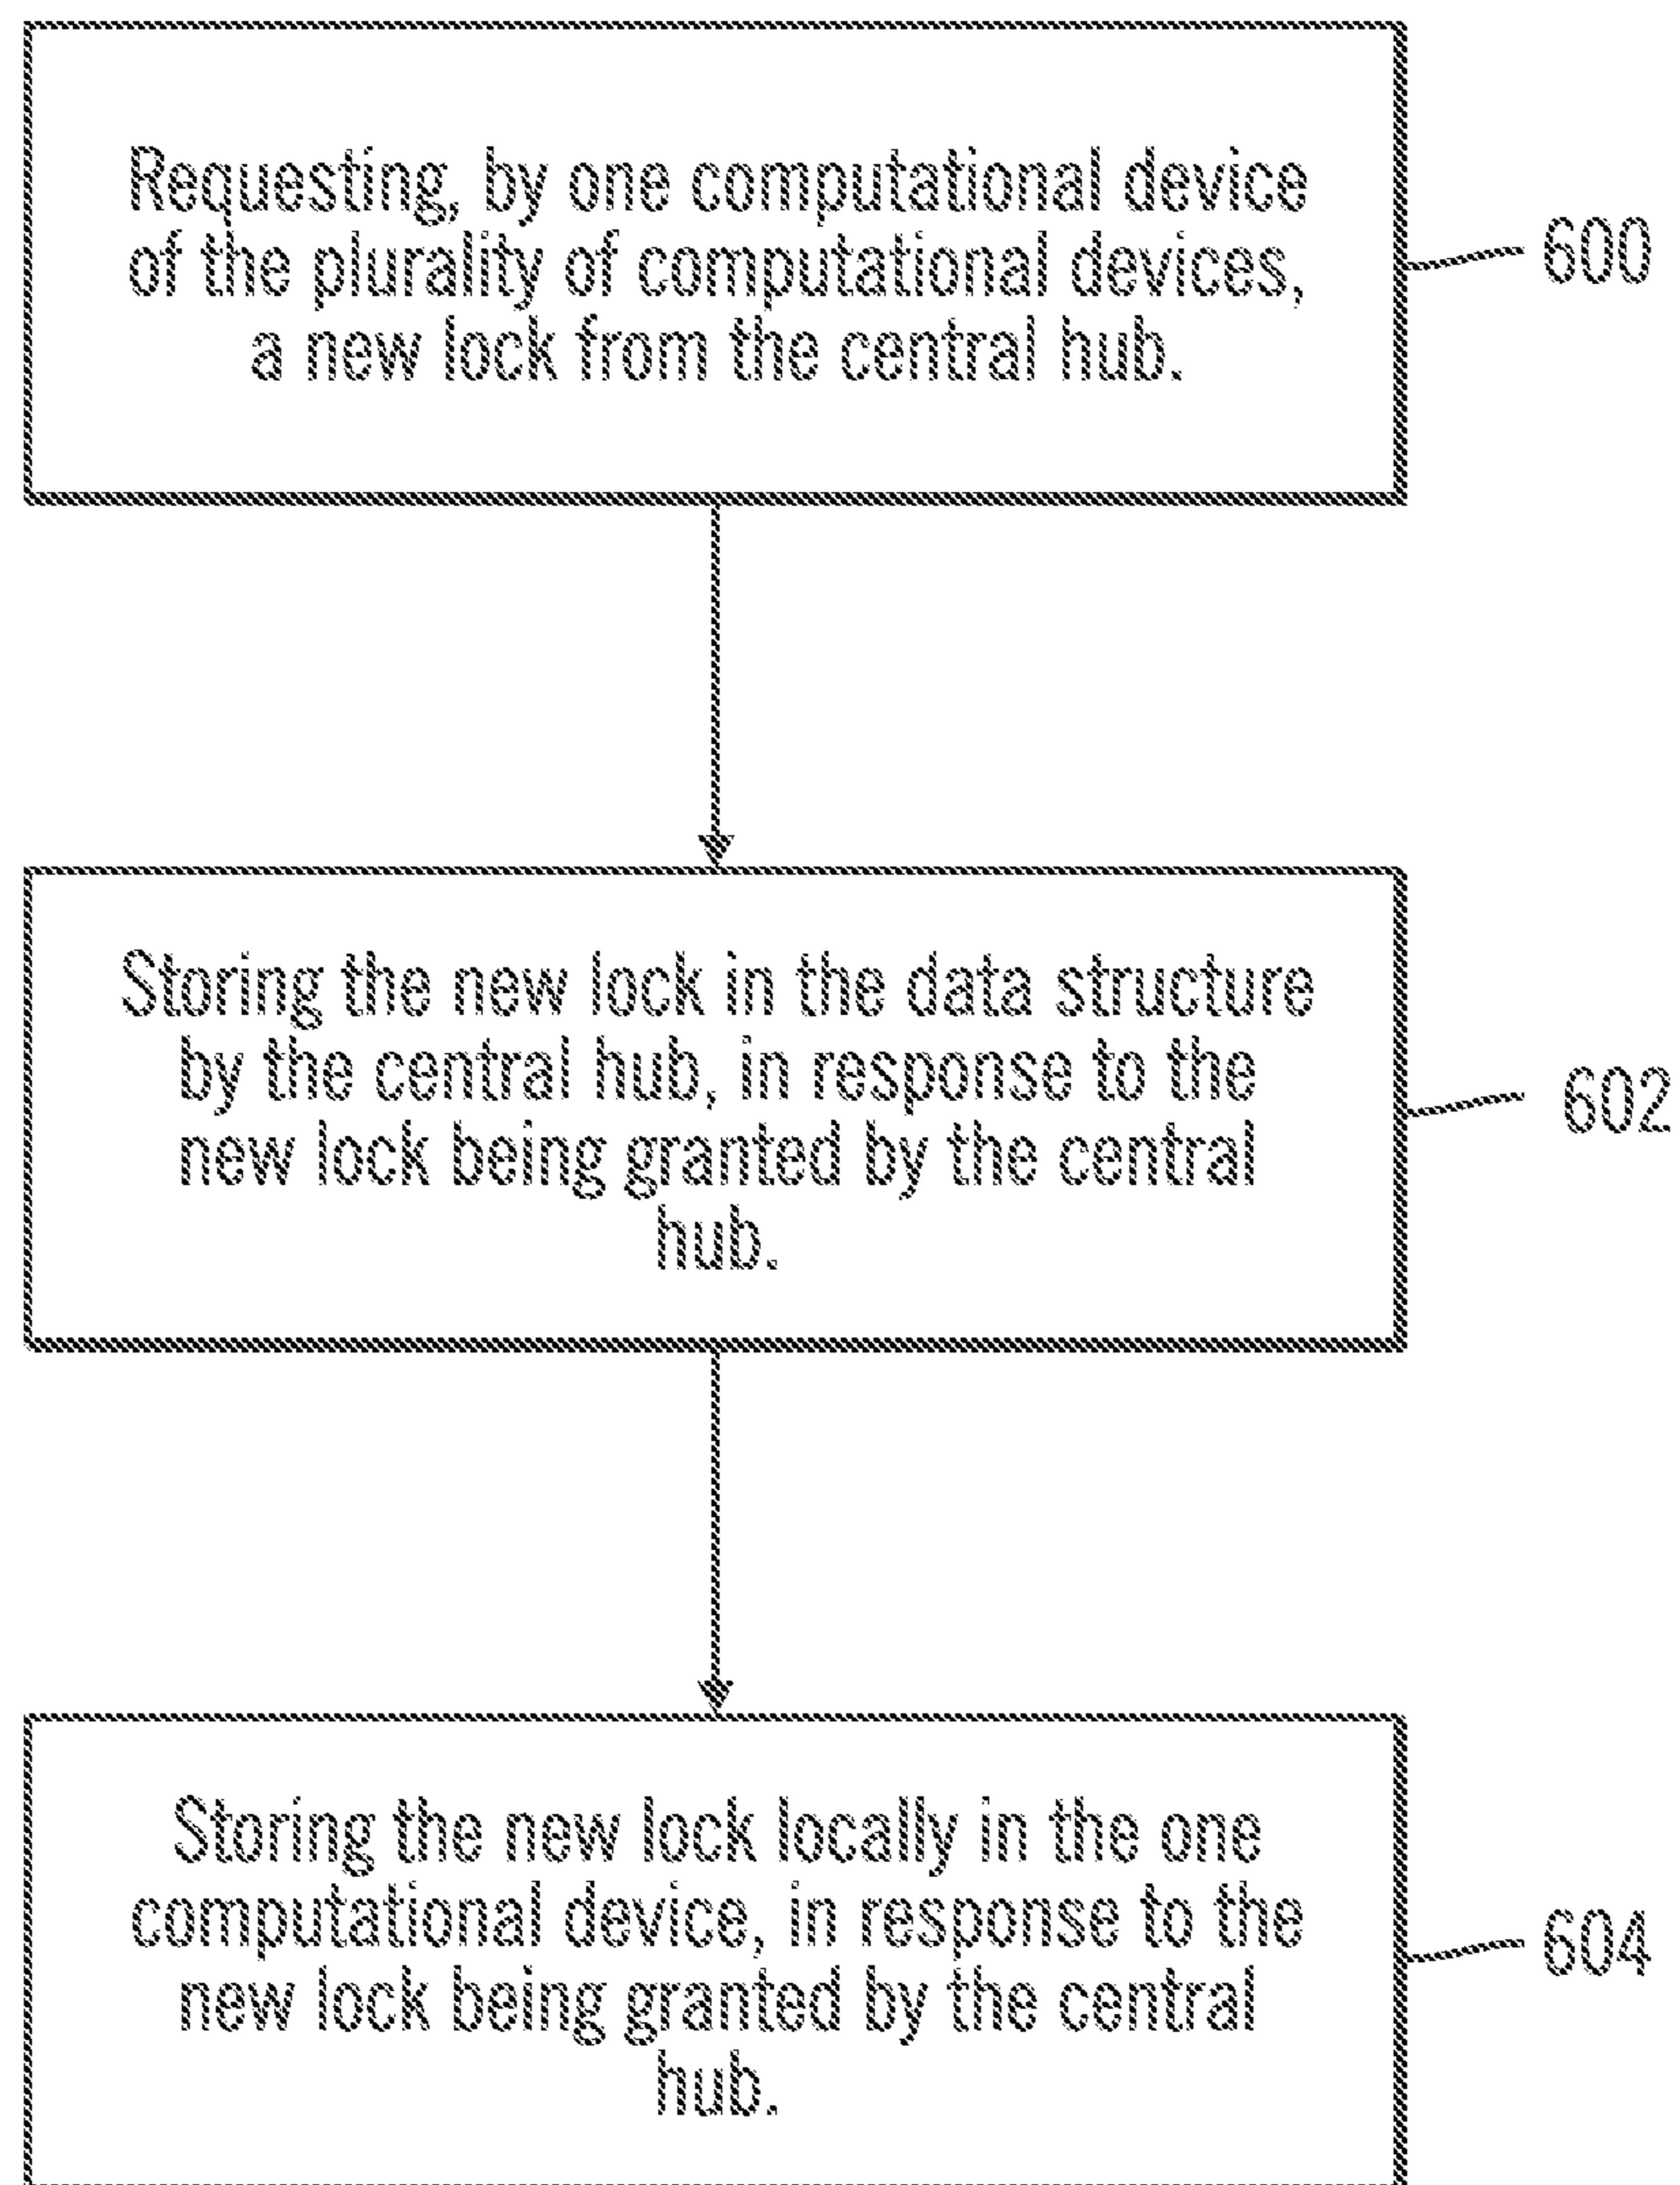 Requesting, by one computational device
of the plurality of computational devices,
a new lock from the central hub.
600
Storing the new lock in the data structure
by the central hub, in response to the
new lock being granted by the central
hub.
602
Storing the new lock locally in the one
computational device, in response to the
new lock being granted by the central
hub.
604